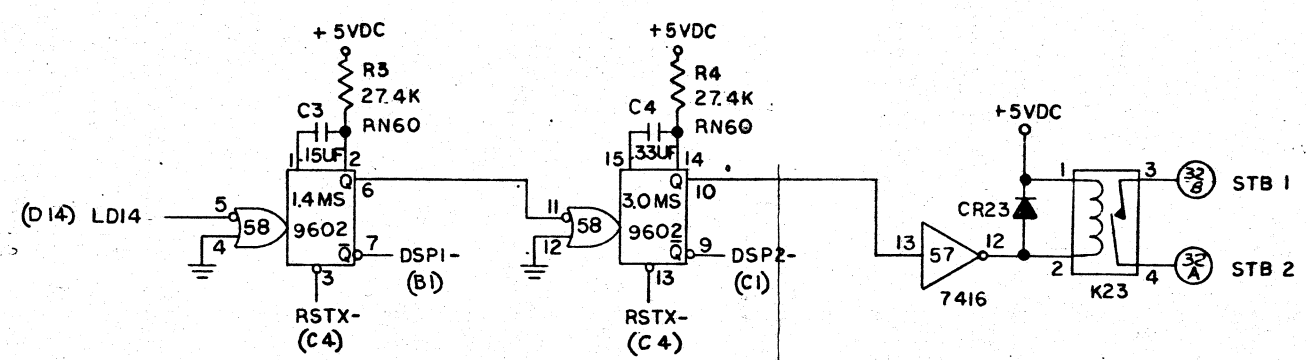 +5VDC
R3
27.4K
RN60
C3
.15UF
1
2
Q
6
1.4MS
9602
(D14) LD14
5
4
58
Q
7
DSP1-
(B1)
3
RSTX-
(C4)
+5VDC
R4
27.4K
RN60
C4
.33UF
15
14
Q
10
3.0MS
9602
11
12
58
Q
9
DSP2-
(C1)
13
RSTX-
(C4)
13
57
12
7416
+5VDC
CR23
1
2
3
4
K23
32
B
STB 1
32
A
STB 2